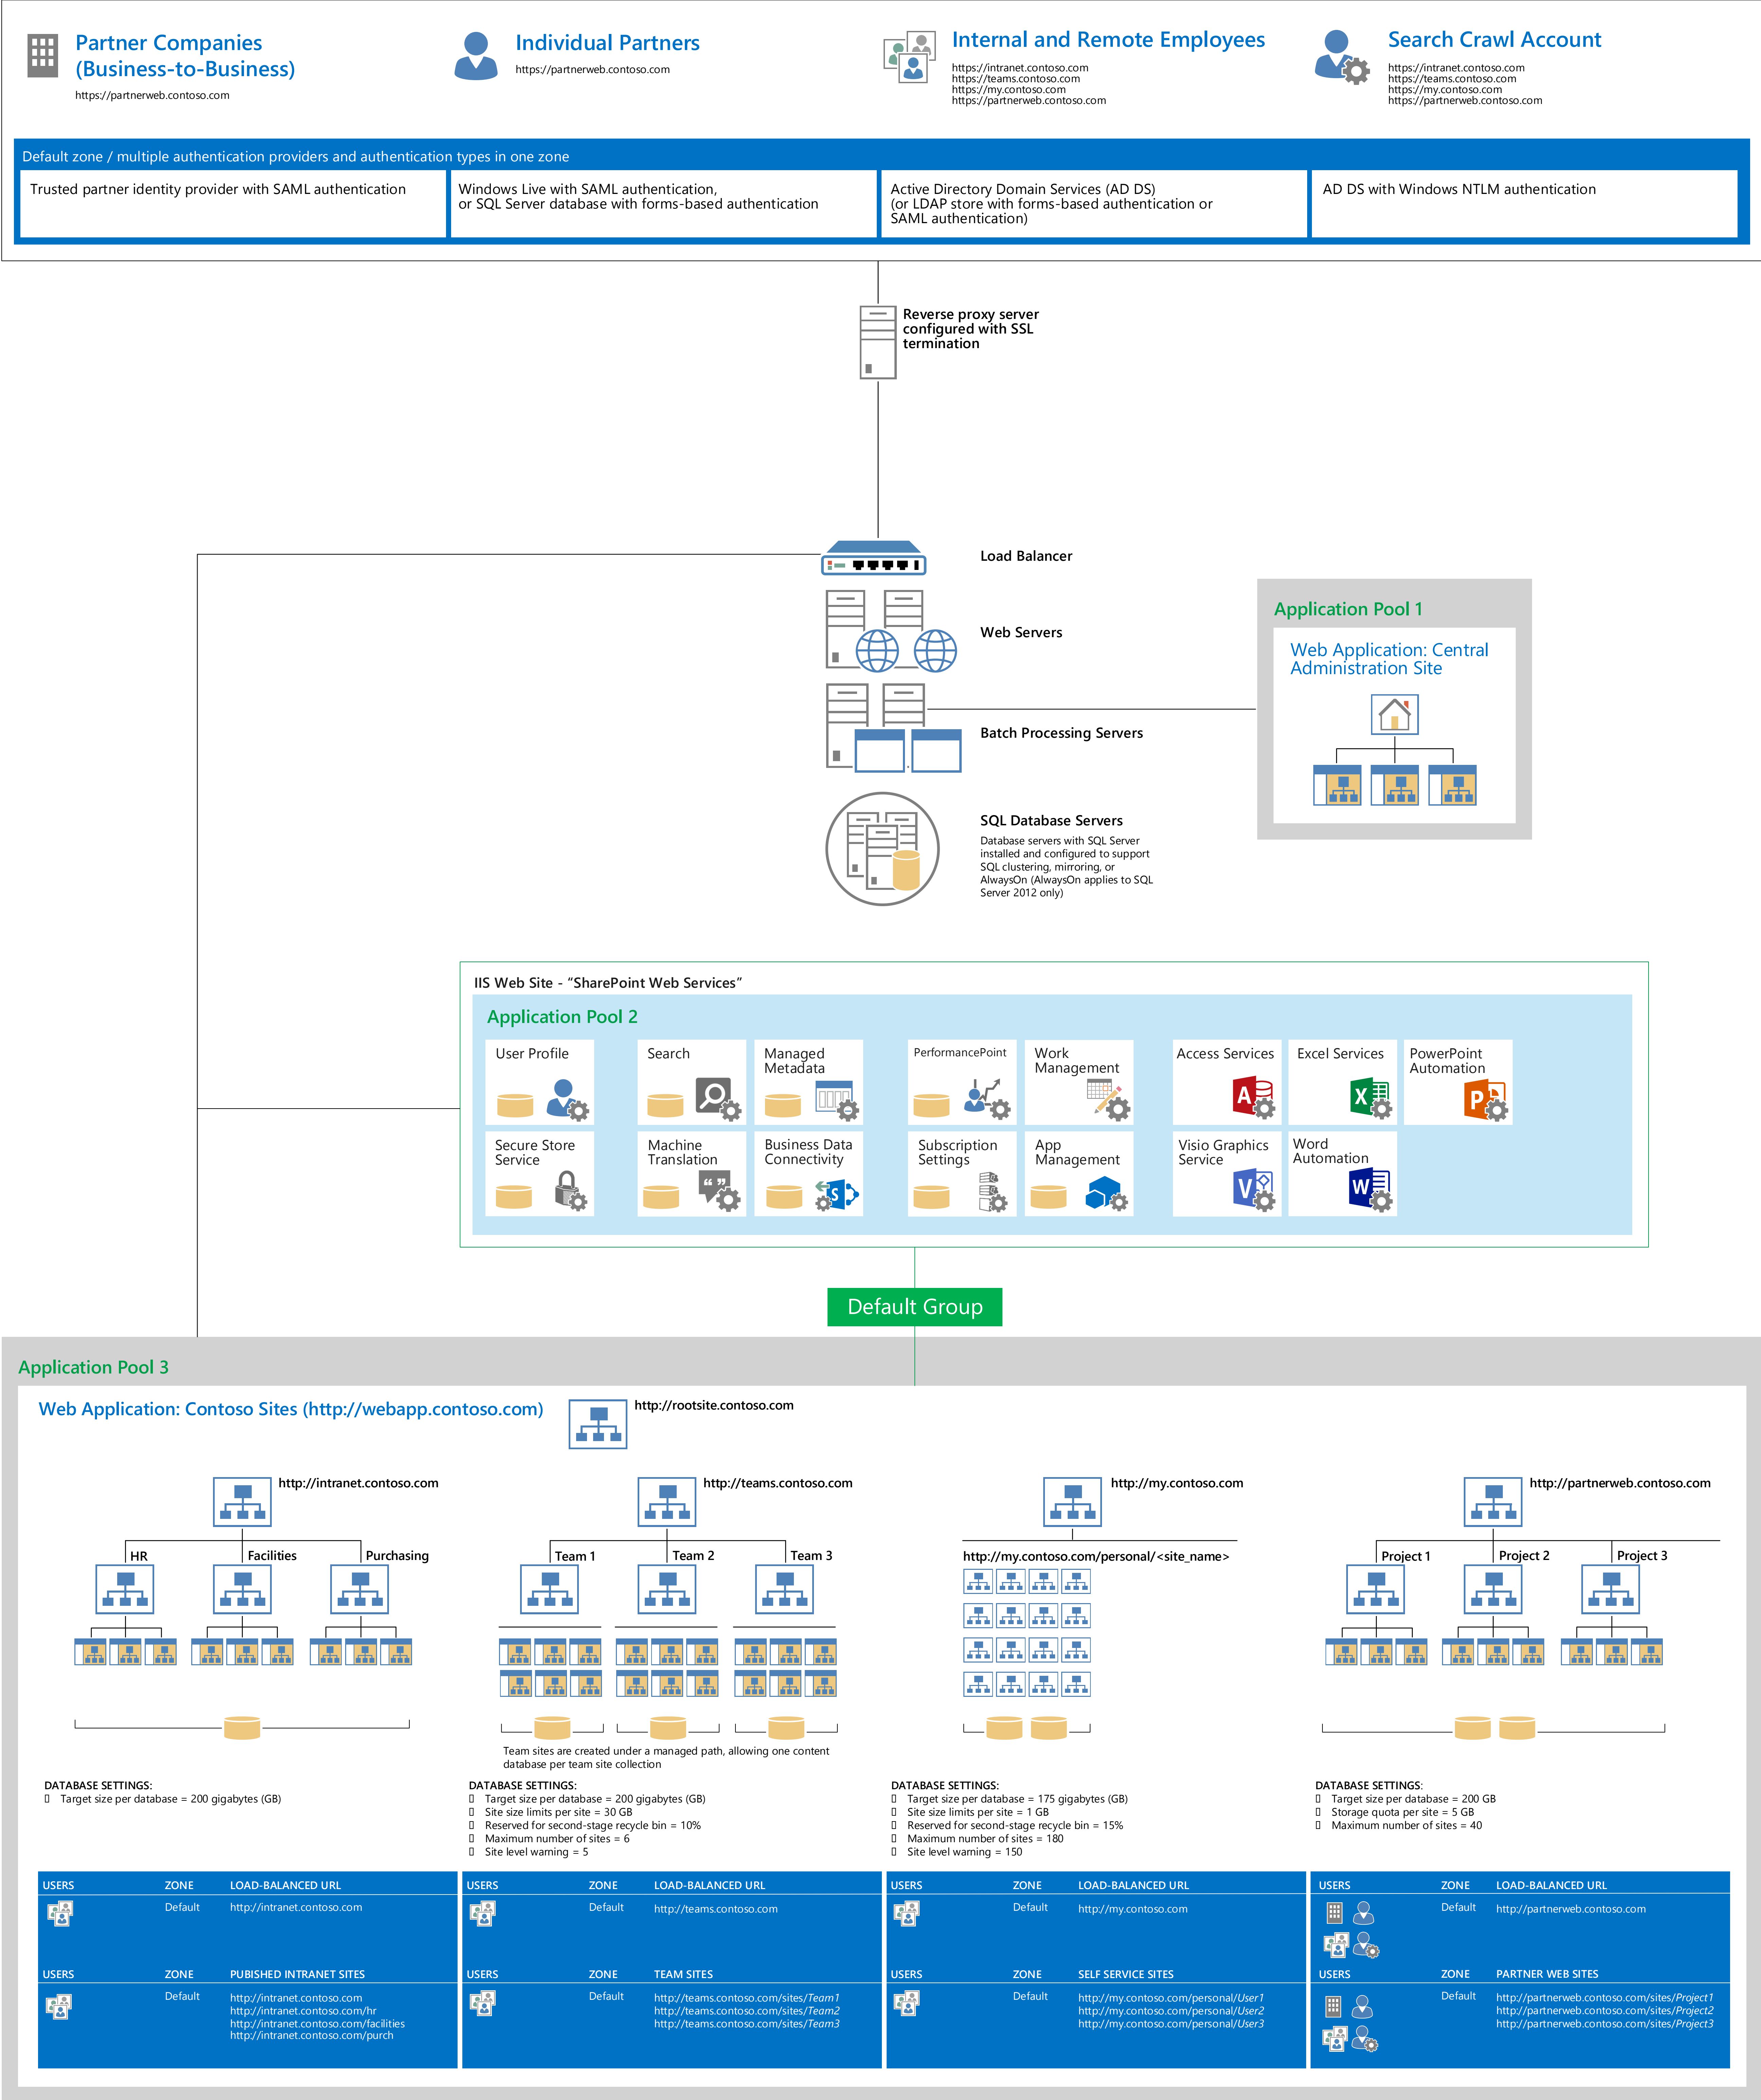 Partner Companies
(Business-to-Business)
https://partnerweb.contoso.com
Individual Partners
https://partnerweb.contoso.com
Internal and Remote Employees
https://intranet.contoso.com
https://teams.contoso.com
https://my.contoso.com
https://partnerweb.contoso.com
Search Crawl Account
https://intranet.contoso.com
https://teams.contoso.com
https://my.contoso.com
https://partnerweb.contoso.com
Default zone / multiple authentication providers and authentication types in one zone
Trusted partner identity provider with SAML authentication
Windows Live with SAML authentication,
or SQL Server database with forms-based authentication
Active Directory Domain Services (AD DS)
(or LDAP store with forms-based authentication or
SAML authentication)
AD DS with Windows NTLM authentication
Reverse proxy server
configured with SSL
termination
Load Balancer
Web Servers
Batch Processing Servers
SQL Database Servers
Database servers with SQL Server
installed and configured to support
SQL clustering, mirroring, or
AlwaysOn (AlwaysOn applies to SQL
Server 2012 only)
Application Pool 1
Web Application: Central
Administration Site
IIS Web Site - “SharePoint Web Services”
Application Pool 2
User Profile
Search
Managed
Metadata
PerformancePoint
Work
Management
Access Services
Excel Services
PowerPoint
Automation
Secure Store
Service
Machine
Translation
Business Data
Connectivity
Subscription
Settings
App
Management
Visio Graphics
Service
Word
Automation
Default Group
Application Pool 3
Web Application: Contoso Sites (http://webapp.contoso.com)
http://rootsite.contoso.com
http://intranet.contoso.com
HR
Facilities
Purchasing
http://teams.contoso.com
Team 1
Team 2
Team 3
Team sites are created under a managed path, allowing one content
database per team site collection
http://my.contoso.com
http://my.contoso.com/personal/<site_name>
http://partnerweb.contoso.com
Project 1
Project 2
Project 3
DATABASE SETTINGS:
Target size per database = 200 gigabytes (GB)
DATABASE SETTINGS:
Target size per database = 200 gigabytes (GB)
Site size limits per site = 30 GB
Reserved for second-stage recycle bin = 10%
Maximum number of sites = 6
Site level warning = 5
DATABASE SETTINGS:
Target size per database = 175 gigabytes (GB)
Site size limits per site = 1 GB
Reserved for second-stage recycle bin = 15%
Maximum number of sites = 180
Site level warning = 150
DATABASE SETTINGS:
Target size per database = 200 GB
Storage quota per site = 5 GB
Maximum number of sites = 40
USERS ZONE LOAD-BALANCED URL
Default http://intranet.contoso.com
USERS ZONE PUBISHED INTRANET SITES
Default http://intranet.contoso.com
http://intranet.contoso.com/hr
http://intranet.contoso.com/facilities
http://intranet.contoso.com/purch
USERS ZONE LOAD-BALANCED URL
Default http://teams.contoso.com
USERS ZONE TEAM SITES
Default http://teams.contoso.com/sites/Team1
http://teams.contoso.com/sites/Team2
http://teams.contoso.com/sites/Team3
USERS ZONE LOAD-BALANCED URL
Default http://my.contoso.com
USERS ZONE SELF SERVICE SITES
Default http://my.contoso.com/personal/User1
http://my.contoso.com/personal/User2
http://my.contoso.com/personal/User3
USERS ZONE LOAD-BALANCED URL
Default http://partnerweb.contoso.com
USERS ZONE PARTNER WEB SITES
Default http://partnerweb.contoso.com/sites/Project1
http://partnerweb.contoso.com/sites/Project2
http://partnerweb.contoso.com/sites/Project3